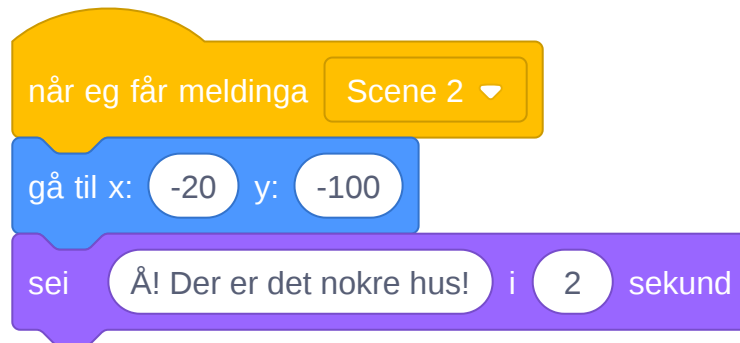 når eg får meldinga Scene 2
gå til x: -20 y: -100
sei Å! Der er det nokre hus! i 2 sekund